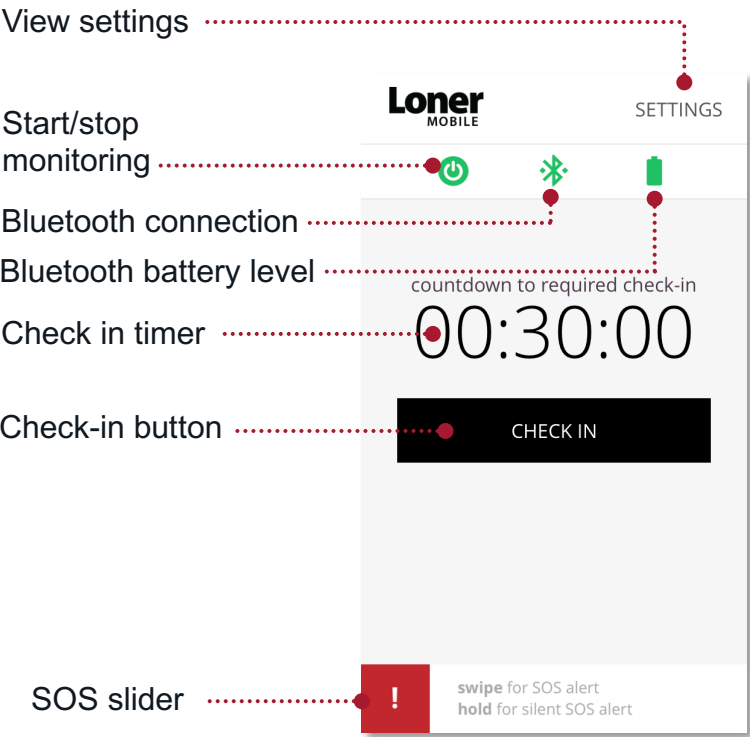 View settings
Loner
MOBILE
SETTINGS
Start/stop
monitoring
Bluetooth connection
Bluetooth battery level
countdown to required check-in
00:30:00
Check in timer
Check-in button
CHECK IN
SOS slider
!
swipe for SOS alert
hold for silent SOS alert